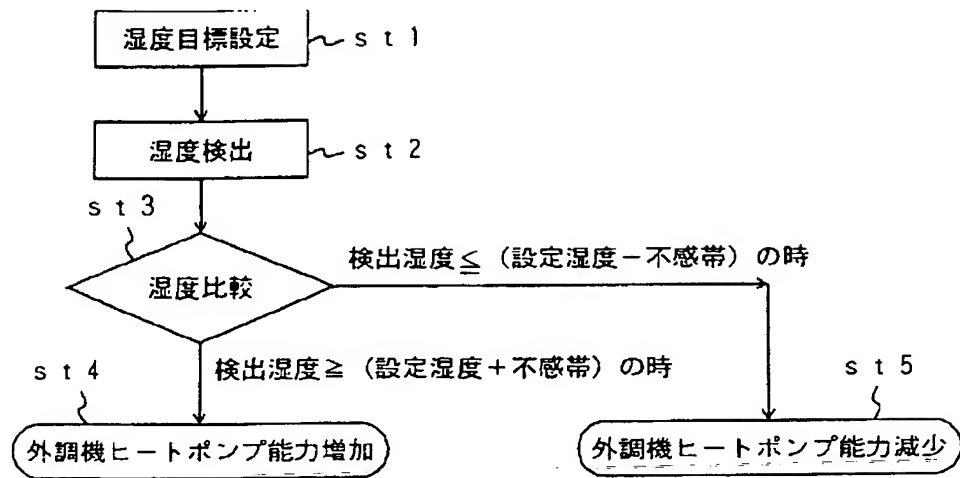 湿度目標設定
st1
湿度検出
st2
st3
湿度比較
検出湿度≦（設定湿度−不感帯）の時
検出湿度≧（設定湿度＋不感帯）の時
st4
st5
外調機ヒートポンプ能力増加
外調機ヒートポンプ能力減少